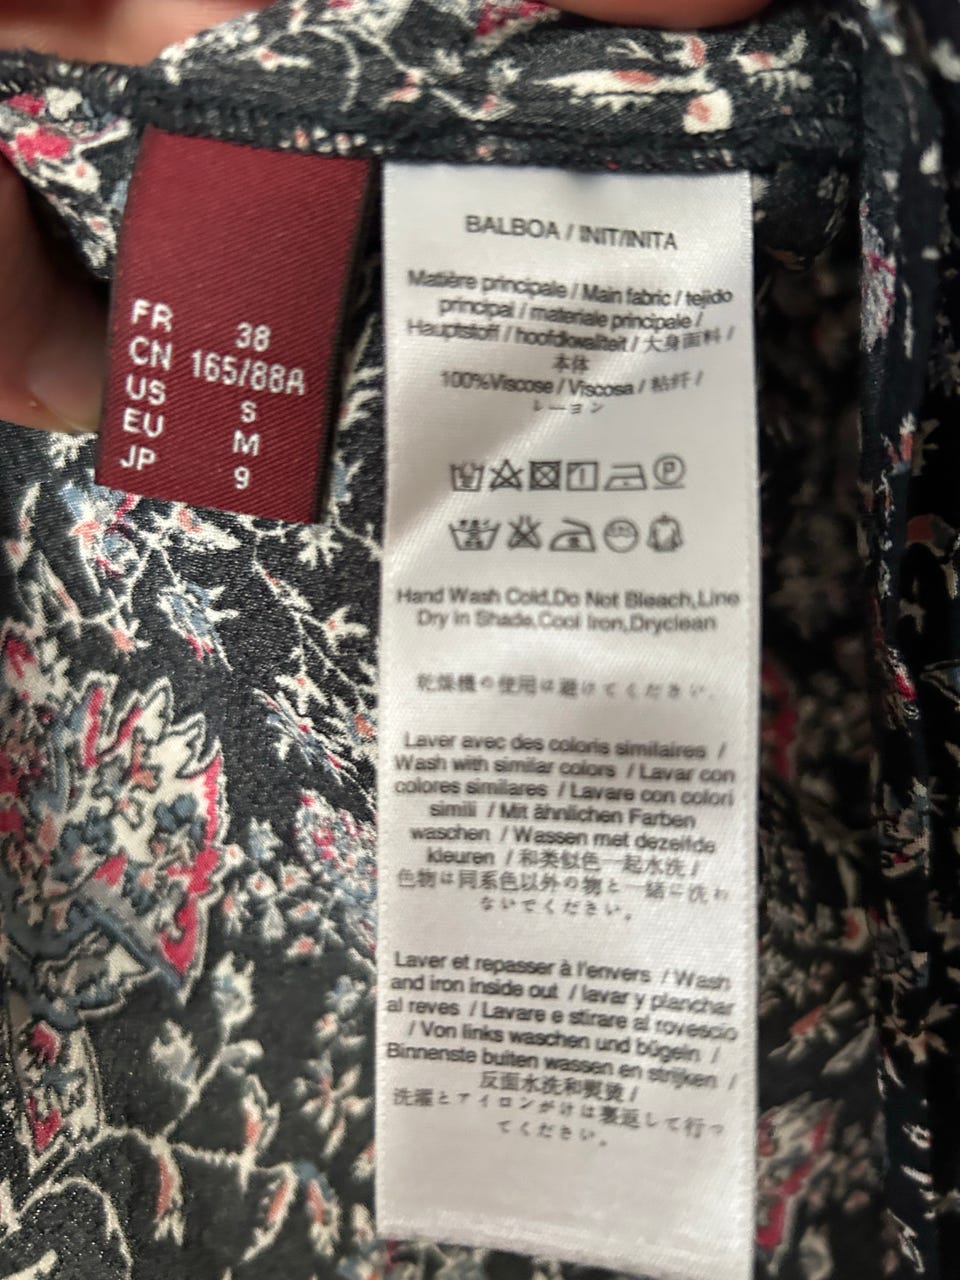 FR 38
CN 165/88A
US S
EU M
JP 9
BALBOA / INIT/INITA
Matière principale / Main fabric / tejido
principal / materiale principale /
Hauptstoff / hoofdkwaliteit / 大身面料 /
本体
100%Viscose / Viscosa / 粘纤 /
レーヨン
P
Hand Wash Cold,Do Not Bleach,Line
Dry In Shade,Cool Iron,Dryclean
乾燥機の使用は避けてください.
Laver avec des coloris similaires /
Wash with similar colors / Lavar con
colores similares / Lavare con colori
simili / Mit ähnlichen Farben
waschen / Wassen met dezelfde
kleuren / 和类似色一起水洗 /
色物は同系色以外の物と一緒に洗わ
ないでください。
Laver et repasser à l'envers / Wash
and iron inside out / lavar y planchar
al reves / Lavare e stirare al rovescio
/ Von links waschen und bügeln /
Binnenste buiten wassen en strijken /
反面水洗和熨烫 /
洗濯とアイロンがけは裏返して行っ
てください。